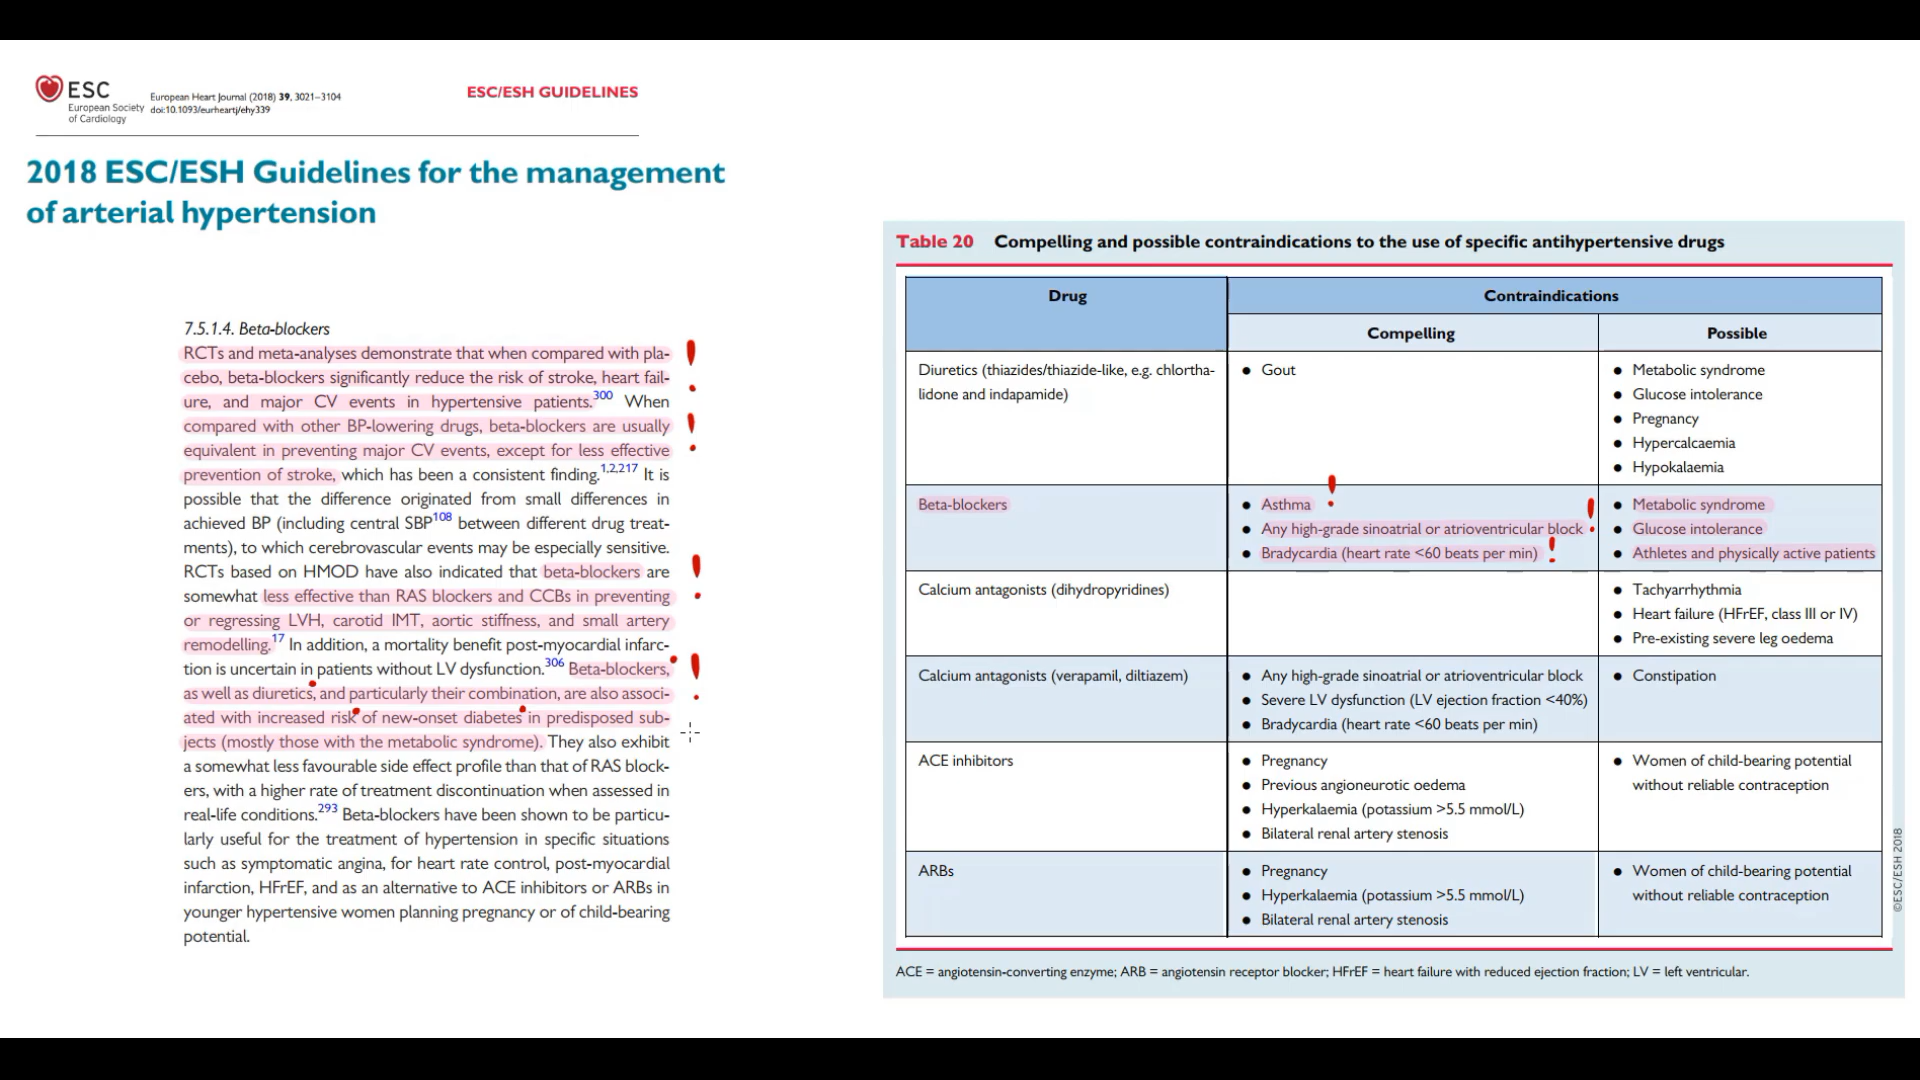 ESC
European Society
of Cardiology
European Heart Journal (2018) 39, 3021–3104
doi:10.1093/eurheartj/ehy339
ESC/ESH GUIDELINES
2018 ESC/ESH Guidelines for the management
of arterial hypertension
7.5.1.4. Beta-blockers
RCTs and meta-analyses demonstrate that when compared with pla-
cebo, beta-blockers significantly reduce the risk of stroke, heart fail-
ure, and major CV events in hypertensive patients.300 When
compared with other BP-lowering drugs, beta-blockers are usually
equivalent in preventing major CV events, except for less effective
prevention of stroke, which has been a consistent finding.1,2,217 It is
possible that the difference originated from small differences in
achieved BP (including central SBP108 between different drug treat-
ments), to which cerebrovascular events may be especially sensitive.
RCTs based on HMOD have also indicated that beta-blockers are
somewhat less effective than RAS blockers and CCBs in preventing
or regressing LVH, carotid IMT, aortic stiffness, and small artery
remodelling.17 In addition, a mortality benefit post-myocardial infarc-
tion is uncertain in patients without LV dysfunction.306 Beta-blockers,
as well as diuretics, and particularly their combination, are also associ-
ated with increased risk of new-onset diabetes in predisposed sub-
jects (mostly those with the metabolic syndrome). They also exhibit
a somewhat less favourable side effect profile than that of RAS block-
ers, with a higher rate of treatment discontinuation when assessed in
real-life conditions.293 Beta-blockers have been shown to be particu-
larly useful for the treatment of hypertension in specific situations
such as symptomatic angina, for heart rate control, post-myocardial
infarction, HFrEF, and as an alternative to ACE inhibitors or ARBs in
younger hypertensive women planning pregnancy or of child-bearing
potential.
Table 20 Compelling and possible contraindications to the use of specific antihypertensive drugs
Drug
Contraindications
Compelling
Possible
Diuretics (thiazides/thiazide-like, e.g. chlortha-
lidone and indapamide)
• Gout
• Metabolic syndrome
• Glucose intolerance
• Pregnancy
• Hypercalcaemia
• Hypokalaemia
Beta-blockers
• Asthma
• Any high-grade sinoatrial or atrioventricular block
• Bradycardia (heart rate <60 beats per min)
• Metabolic syndrome
• Glucose intolerance
• Athletes and physically active patients
Calcium antagonists (dihydropyridines)
• Tachyarrhythmia
• Heart failure (HFrEF, class III or IV)
• Pre-existing severe leg oedema
Calcium antagonists (verapamil, diltiazem)
• Any high-grade sinoatrial or atrioventricular block
• Severe LV dysfunction (LV ejection fraction <40%)
• Bradycardia (heart rate <60 beats per min)
• Constipation
ACE inhibitors
• Pregnancy
• Previous angioneurotic oedema
• Hyperkalaemia (potassium >5.5 mmol/L)
• Bilateral renal artery stenosis
• Women of child-bearing potential
without reliable contraception
ARBs
• Pregnancy
• Hyperkalaemia (potassium >5.5 mmol/L)
• Bilateral renal artery stenosis
• Women of child-bearing potential
without reliable contraception
©ESC/ESH 2018
ACE = angiotensin-converting enzyme; ARB = angiotensin receptor blocker; HFrEF = heart failure with reduced ejection fraction; LV = left ventricular.